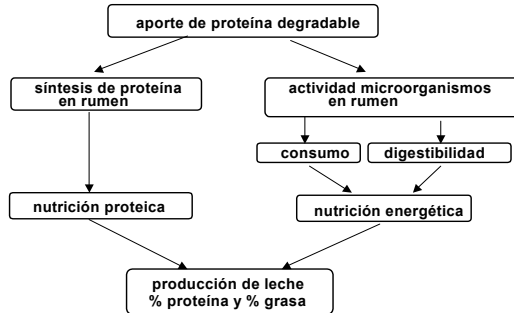 aporte de proteína degradable
síntesis de proteína
en rumen
actividad microorganismos
en rumen
consumo
digestibilidad
nutrición proteica
nutrición energética
producción de leche
% proteína y % grasa